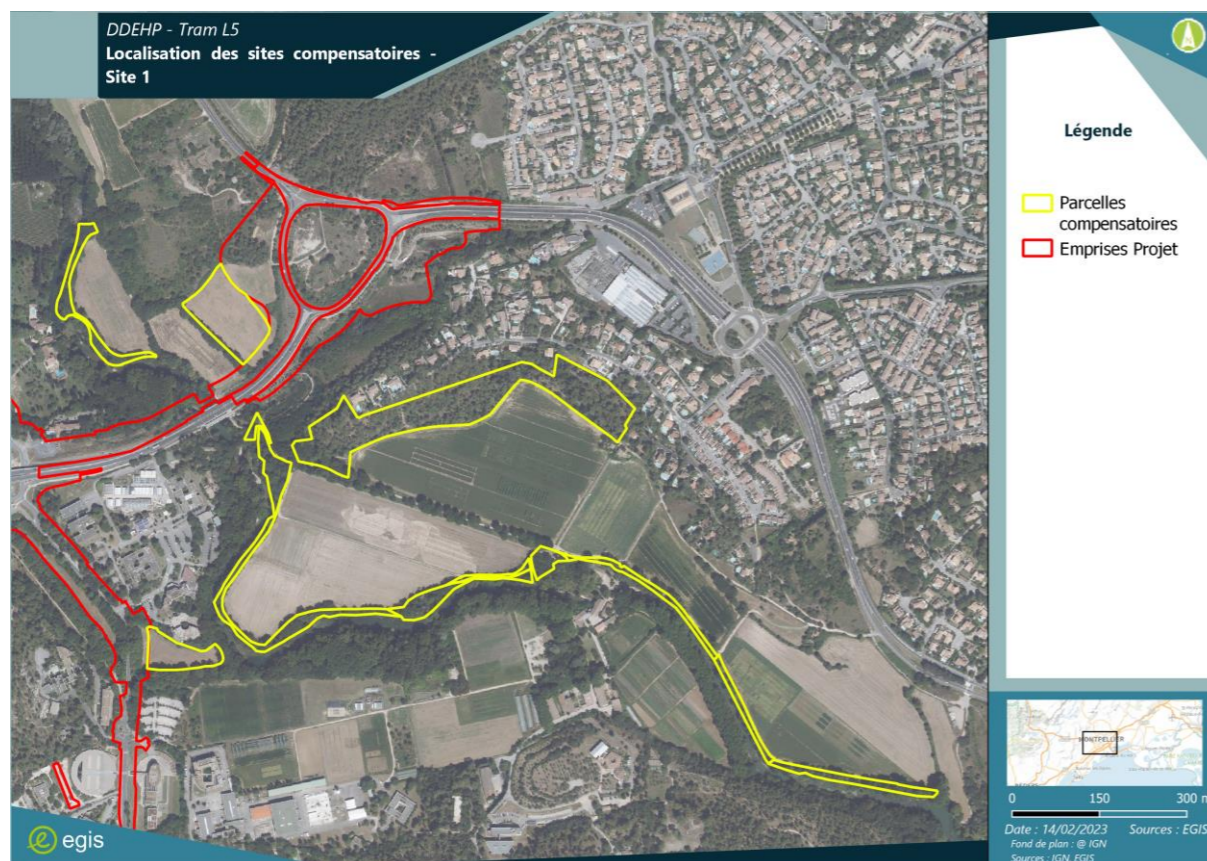 DDEHP - Tram L5
Localisation des sites compensatoires -
Site 1
Légende
Parcelles
compensatoires
Emprises Projet
MONTPELLIER
0 150 300 m
Date : 14/02/2023 Sources : EGIS
Fond de plan : @ IGN
Sources : IGN, EGIS
egis